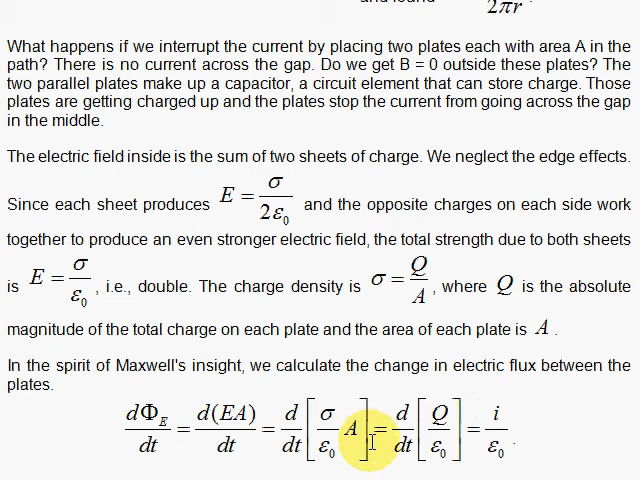 and found 2πr .
What happens if we interrupt the current by placing two plates each with area A in the
path? There is no current across the gap. Do we get B = 0 outside these plates? The
two parallel plates make up a capacitor, a circuit element that can store charge. Those
plates are getting charged up and the plates stop the current from going across the gap
in the middle.
The electric field inside is the sum of two sheets of charge. We neglect the edge effects.
Since each sheet produces E = σ/2ε₀ and the opposite charges on each side work
together to produce an even stronger electric field, the total strength due to both sheets
is E = σ/ε₀ , i.e., double. The charge density is σ = Q/A , where Q is the absolute
magnitude of the total charge on each plate and the area of each plate is A .
In the spirit of Maxwell's insight, we calculate the change in electric flux between the
plates.
dΦ_E/dt = d(EA)/dt = d/dt [σ/ε₀ A] = d/dt [Q/ε₀] = i/ε₀ .